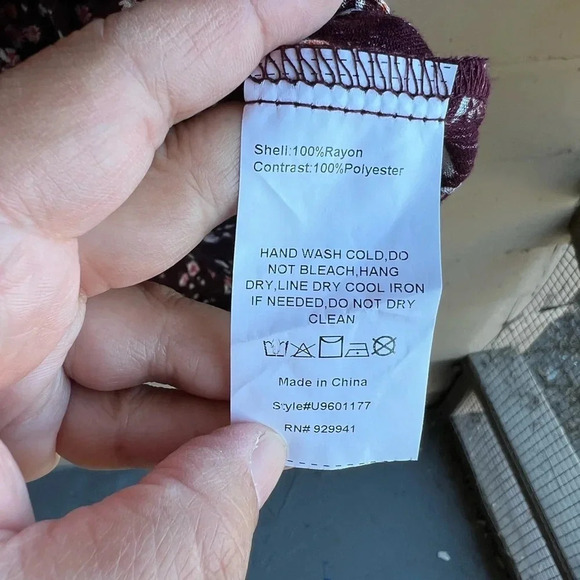 Shell:100%Rayon
Contrast:100%Polyester
HAND WASH COLD,DO
NOT BLEACH,HANG
DRY,LINE DRY COOL IRON
IF NEEDED,DO NOT DRY
CLEAN
Made in China
Style#U9601177
RN# 929941